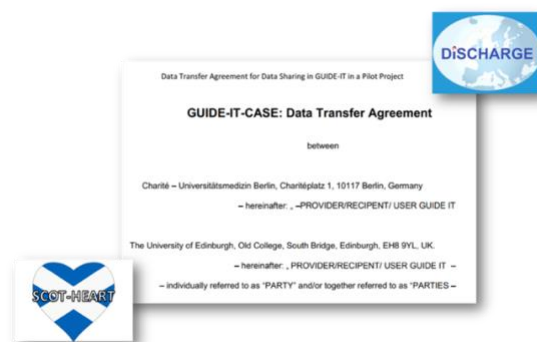 DISCHARGE
Data Transfer Agreement for Data Sharing in GUIDE-IT in a Pilot Project
GUIDE-IT-CASE: Data Transfer Agreement
between
Charité – Universitätsmedizin Berlin, Charitéplatz 1, 10117 Berlin, Germany
– hereinafter: , –PROVIDER/RECIPENT/ USER GUIDE IT
The University of Edinburgh, Old College, South Bridge, Edinburgh, EH8 9YL, UK.
– hereinafter: , PROVIDER/RECIPENT/ USER GUIDE IT –
– individually referred to as "PARTY" and/or together referred to as "PARTIES –
SCOT-HEART